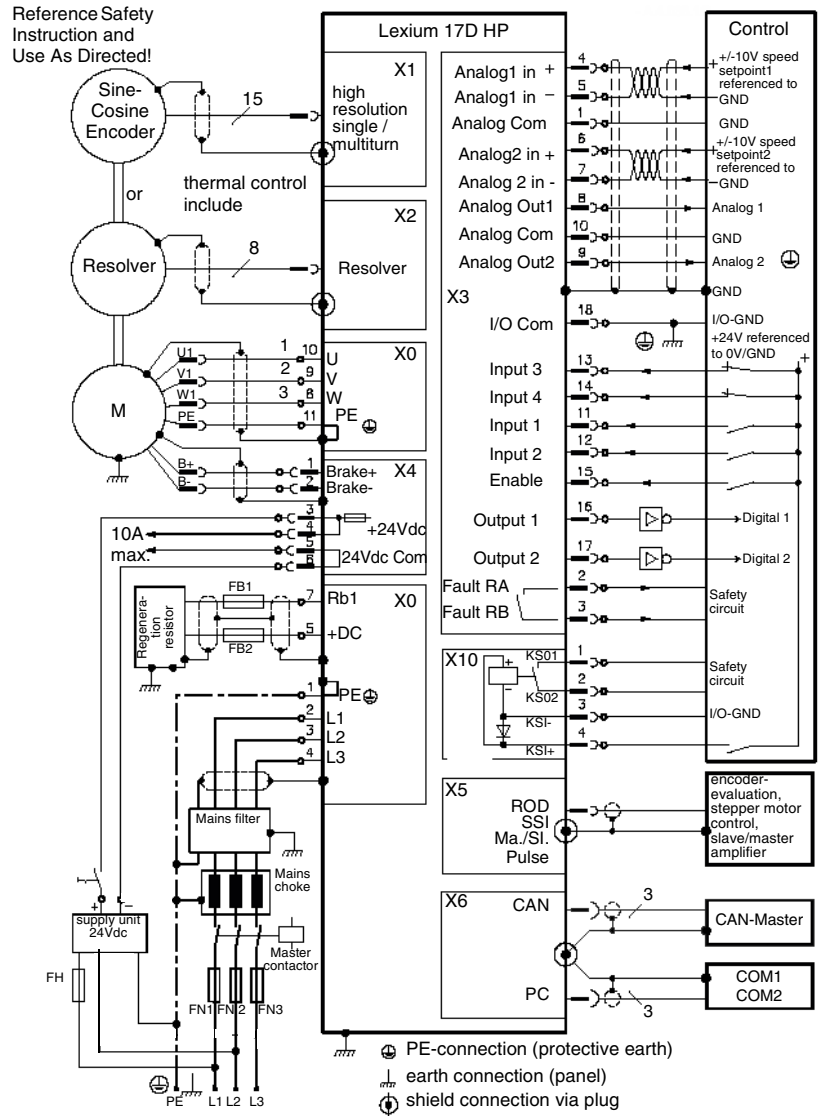 Reference Safety
Instruction and
Use As Directed!
Lexium 17D HP
Control
Sine-
Cosine
Encoder
15
X1
high
resolution
single /
multiturn
or
thermal control
include
Resolver
8
X2
Resolver
M
U1
V1
W1
PE
1
2
3
10
9
8
11
X0
U
V
W
PE
B+
B-
1
2
X4
Brake+
Brake-
10A
max.
3
4
5
6
+24Vdc
24Vdc Com
Regenera-
tion
resistor
FB1
FB2
7
5
X0
Rb1
+DC
1
2
3
4
PE
L1
L2
L3
Mains filter
Mains
choke
+
−
supply unit
24Vdc
Master
contactor
FH
FN1
FN2
FN3
PE
L1
L2
L3
Analog1 in +
4
+
+/-10V speed
setpoint1
referenced to
Analog1 in −
5
−
GND
Analog Com
1
GND
Analog2 in +
6
+
+/-10V speed
setpoint2
referenced to
Analog 2 in -
7
−
GND
Analog Out1
8
Analog 1
Analog Com
10
GND
Analog Out2
9
Analog 2
X3
GND
I/O Com
18
I/O-GND
+24V referenced
to 0V/GND
+
Input 3
13
Input 4
14
Input 1
11
Input 2
12
Enable
15
Output 1
16
Digital 1
Output 2
17
Digital 2
Fault RA
2
Fault RB
3
Safety
circuit
X10
+
−
KS01
1
KS02
2
Safety
circuit
KSI-
3
I/O-GND
KSI+
4
X5
ROD
SSI
Ma./Sl.
Pulse
encoder-
evaluation,
stepper motor
control,
slave/master
amplifier
X6
CAN
3
CAN-Master
PC
3
COM1
COM2
PE-connection (protective earth)
earth connection (panel)
shield connection via plug